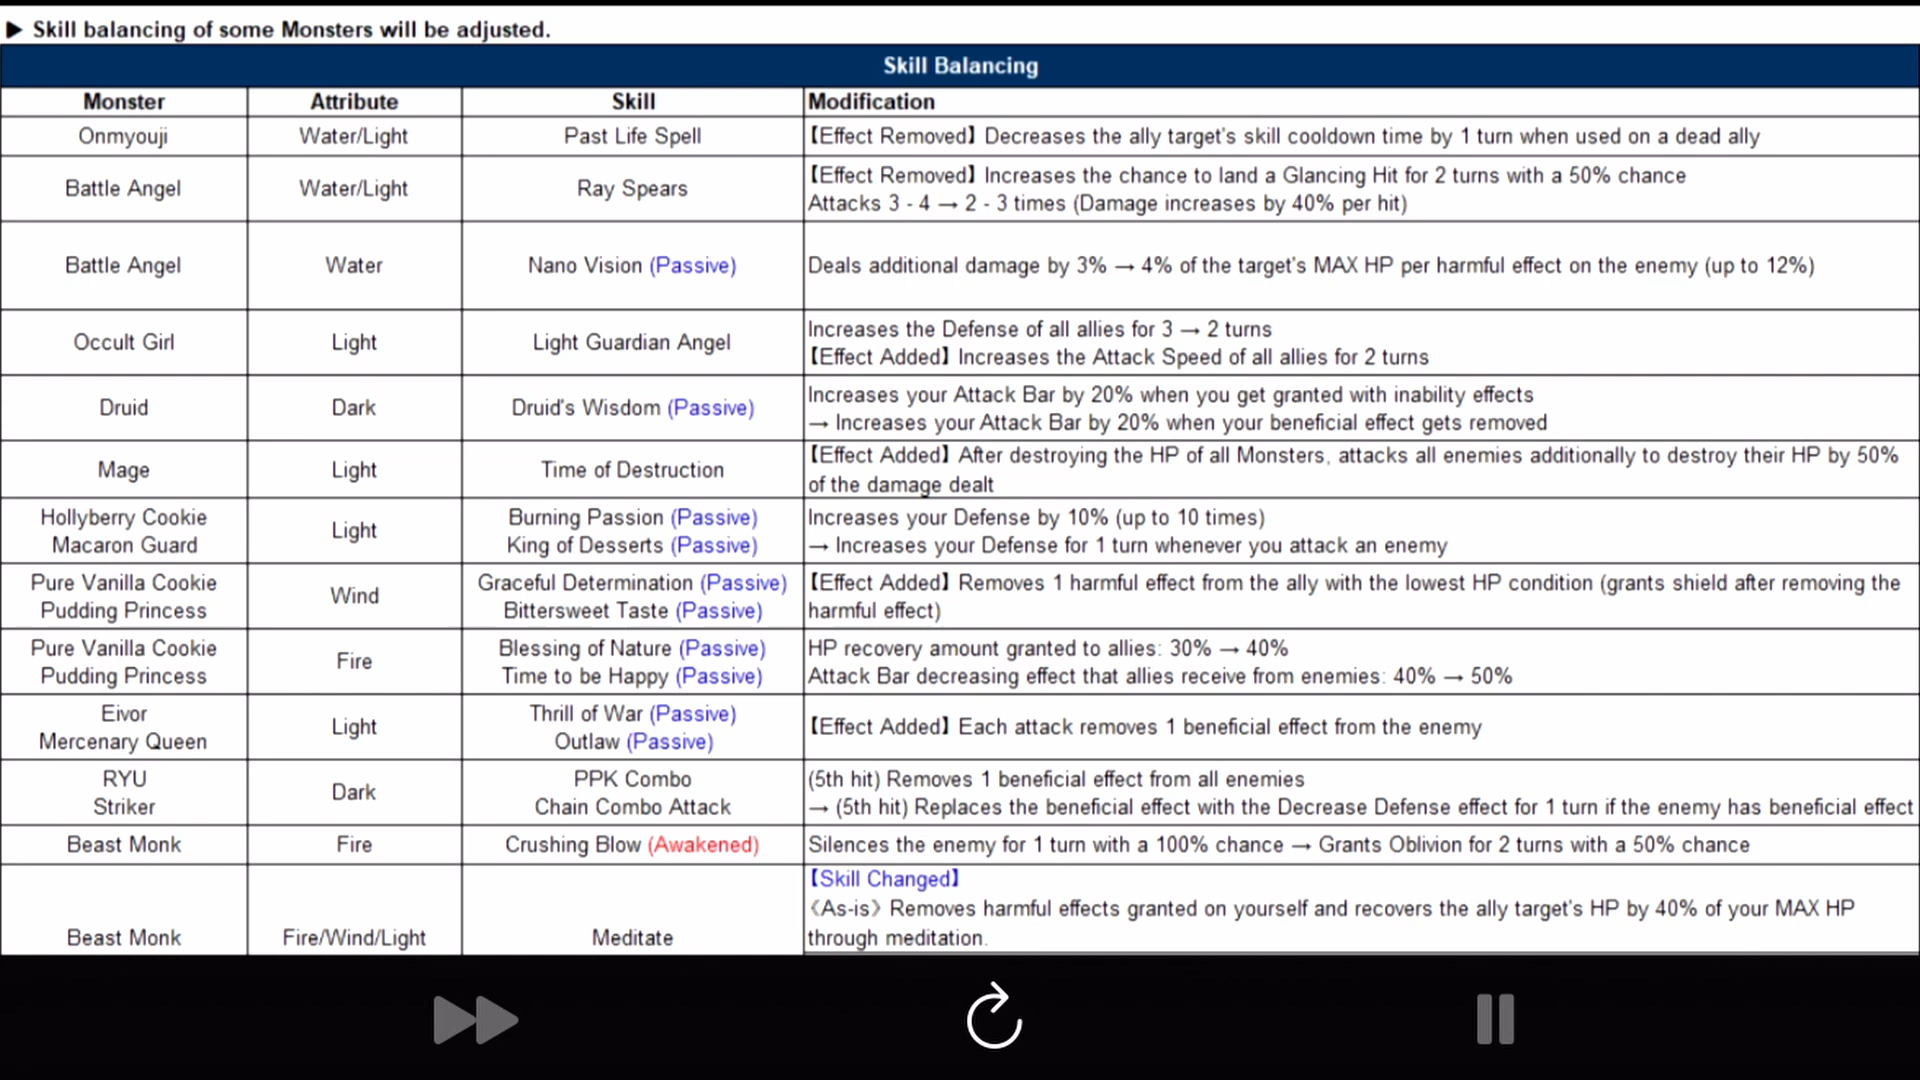 ▶ Skill balancing of some Monsters will be adjusted.
Skill Balancing
Monster Attribute Skill Modification
Onmyouji Water/Light Past Life Spell 【Effect Removed】 Decreases the ally target's skill cooldown time by 1 turn when used on a dead ally
Battle Angel Water/Light Ray Spears 【Effect Removed】 Increases the chance to land a Glancing Hit for 2 turns with a 50% chance
Attacks 3 - 4 → 2 - 3 times (Damage increases by 40% per hit)
Battle Angel Water Nano Vision (Passive) Deals additional damage by 3% → 4% of the target's MAX HP per harmful effect on the enemy (up to 12%)
Occult Girl Light Light Guardian Angel Increases the Defense of all allies for 3 → 2 turns
【Effect Added】 Increases the Attack Speed of all allies for 2 turns
Druid Dark Druid's Wisdom (Passive) Increases your Attack Bar by 20% when you get granted with inability effects
→ Increases your Attack Bar by 20% when your beneficial effect gets removed
Mage Light Time of Destruction 【Effect Added】 After destroying the HP of all Monsters, attacks all enemies additionally to destroy their HP by 50%
of the damage dealt
Hollyberry Cookie Light Burning Passion (Passive) Increases your Defense by 10% (up to 10 times)
Macaron Guard King of Desserts (Passive) → Increases your Defense for 1 turn whenever you attack an enemy
Pure Vanilla Cookie Wind Graceful Determination (Passive) 【Effect Added】 Removes 1 harmful effect from the ally with the lowest HP condition (grants shield after removing the
Pudding Princess Bittersweet Taste (Passive) harmful effect)
Pure Vanilla Cookie Fire Blessing of Nature (Passive) HP recovery amount granted to allies: 30% → 40%
Pudding Princess Time to be Happy (Passive) Attack Bar decreasing effect that allies receive from enemies: 40% → 50%
Eivor Light Thrill of War (Passive) 【Effect Added】 Each attack removes 1 beneficial effect from the enemy
Mercenary Queen Outlaw (Passive)
RYU Dark PPK Combo (5th hit) Removes 1 beneficial effect from all enemies
Striker Chain Combo Attack → (5th hit) Replaces the beneficial effect with the Decrease Defense effect for 1 turn if the enemy has beneficial effect
Beast Monk Fire Crushing Blow (Awakened) Silences the enemy for 1 turn with a 100% chance → Grants Oblivion for 2 turns with a 50% chance
【Skill Changed】
《As-is》 Removes harmful effects granted on yourself and recovers the ally target's HP by 40% of your MAX HP
Beast Monk Fire/Wind/Light Meditate through meditation.